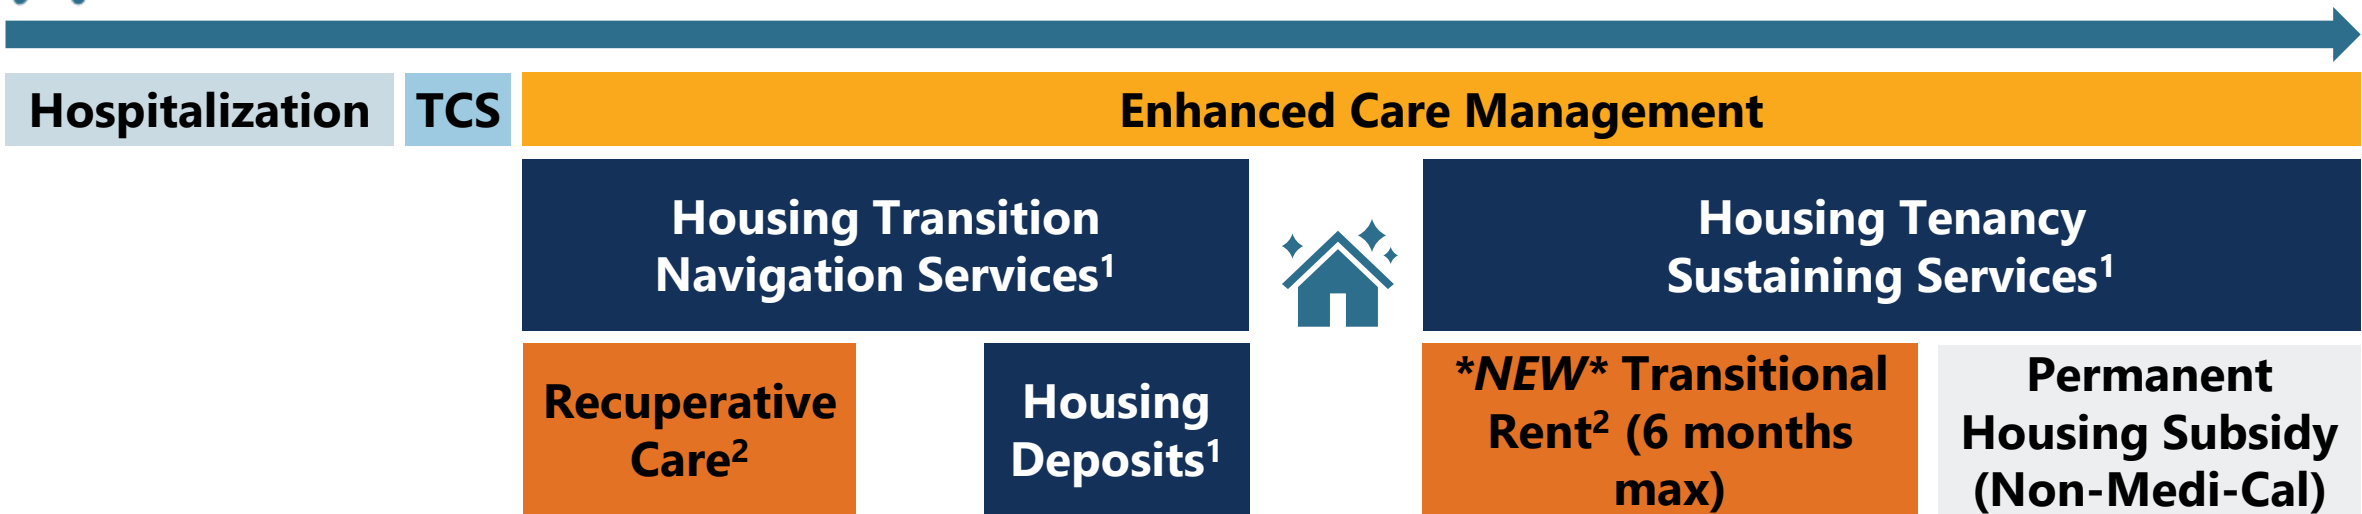 Hospitalization
TCS
Enhanced Care Management
Housing Transition
Navigation Services¹
Housing Tenancy
Sustaining Services¹
Recuperative
Care²
Housing
Deposits¹
*NEW* Transitional
Rent² (6 months
max)
Permanent
Housing Subsidy
(Non-Medi-Cal)